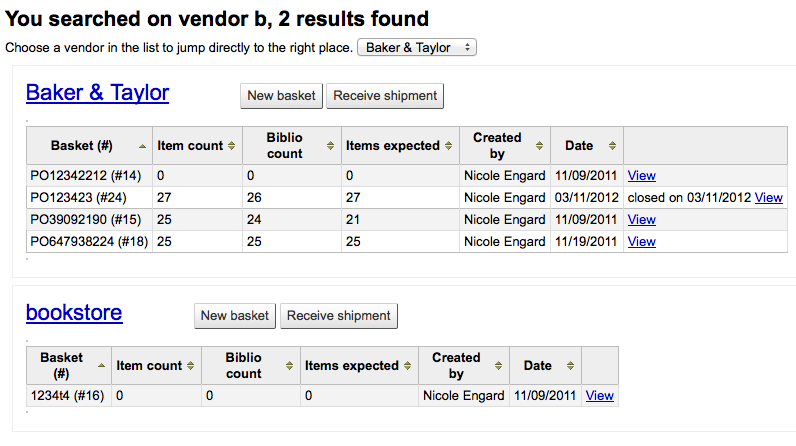 You searched on vendor b, 2 results found
Choose a vendor in the list to jump directly to the right place. Baker & Taylor
Baker & Taylor New basket Receive shipment
Basket (#) Item count Biblio count Items expected Created by Date
PO12342212 (#14) 0 0 0 Nicole Engard 11/09/2011 View
PO123423 (#24) 27 26 27 Nicole Engard 03/11/2012 closed on 03/11/2012 View
PO39092190 (#15) 25 24 21 Nicole Engard 11/09/2011 View
PO647938224 (#18) 25 25 25 Nicole Engard 11/19/2011 View
bookstore New basket Receive shipment
Basket (#) Item count Biblio count Items expected Created by Date
1234t4 (#16) 0 0 0 Nicole Engard 11/09/2011 View